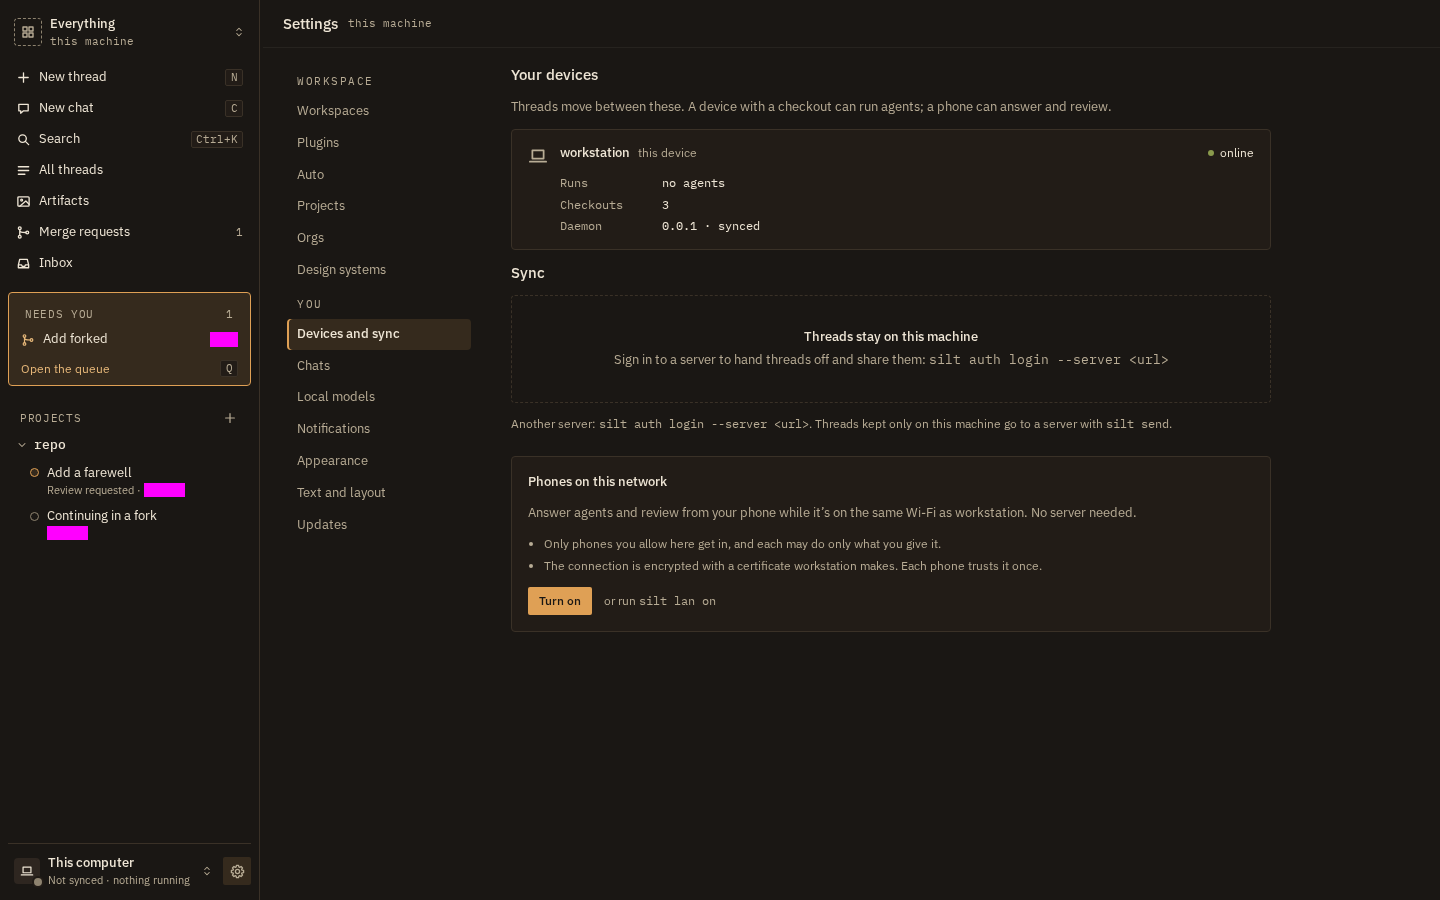 Everything
this machine
New thread N
New chat C
Search Ctrl+K
All threads
Artifacts
Merge requests 1
Inbox
NEEDS YOU 1
Add forked
Open the queue Q
PROJECTS
repo
Add a farewell
Review requested ·
Continuing in a fork
This computer
Not synced · nothing running
Settings this machine
WORKSPACE
Workspaces
Plugins
Auto
Projects
Orgs
Design systems
YOU
Devices and sync
Chats
Local models
Notifications
Appearance
Text and layout
Updates
Your devices
Threads move between these. A device with a checkout can run agents; a phone can answer and review.
workstation this device online
Runs no agents
Checkouts 3
Daemon 0.0.1 · synced
Sync
Threads stay on this machine
Sign in to a server to hand threads off and share them: silt auth login --server <url>
Another server: silt auth login --server <url>. Threads kept only on this machine go to a server with silt send.
Phones on this network
Answer agents and review from your phone while it’s on the same Wi-Fi as workstation. No server needed.
• Only phones you allow here get in, and each may do only what you give it.
• The connection is encrypted with a certificate workstation makes. Each phone trusts it once.
Turn on or run silt lan on